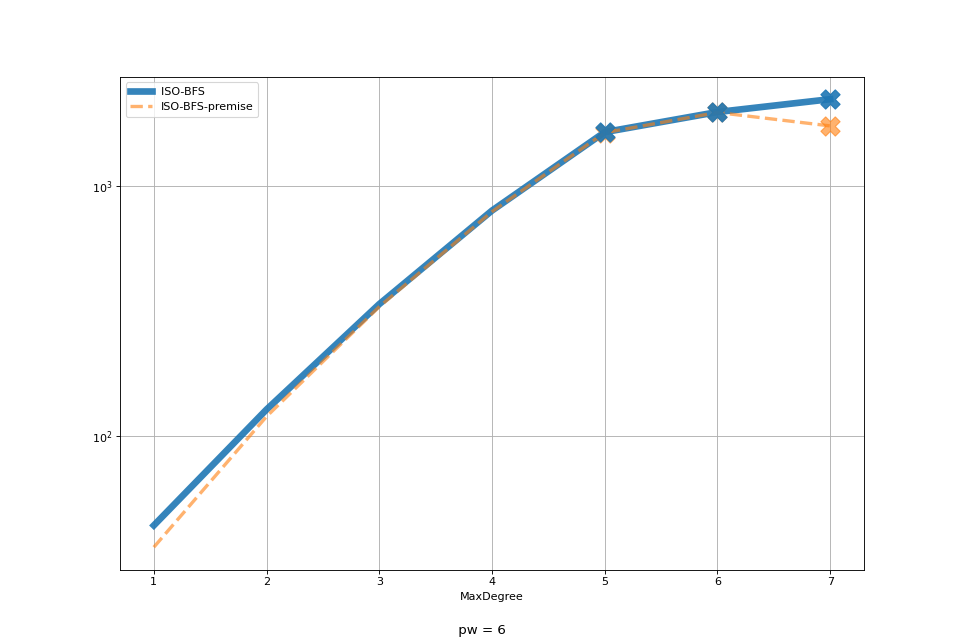 ISO-BFS
ISO-BFS-premise
10³
10²
1 2 3 4 5 6 7
MaxDegree
pw = 6